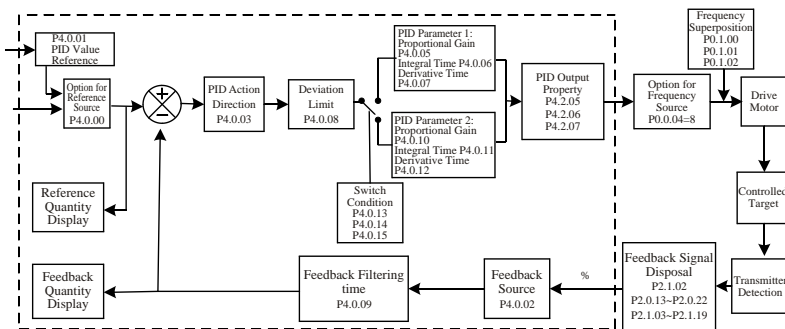 P4.0.01
PID Value
Reference
Option for
Reference
Source
P4.0.00
+
−
PID Action
Direction
P4.0.03
Deviation
Limit
P4.0.08
PID Parameter 1:
Proportional Gain
P4.0.05
Integral Time P4.0.06
Derivative Time
P4.0.07
PID Parameter 2:
Proportional Gain
P4.0.10
Integral Time P4.0.11
Derivative Time
P4.0.12
PID Output
Property
P4.2.05
P4.2.06
P4.2.07
Option for
Frequency
Source
P0.0.04=8
Frequency
Superposition
P0.1.00
P0.1.01
P0.1.02
Drive
Motor
Controlled
Target
Transmitter
Detection
Feedback Signal
Disposal
P2.1.02
P2.0.13~P2.0.22
P2.1.03~P2.1.19
%
Feedback
Source
P4.0.02
Feedback Filtering
time
P4.0.09
Switch
Condition
P4.0.13
P4.0.14
P4.0.15
Reference
Quantity
Display
Feedback
Quantity
Display